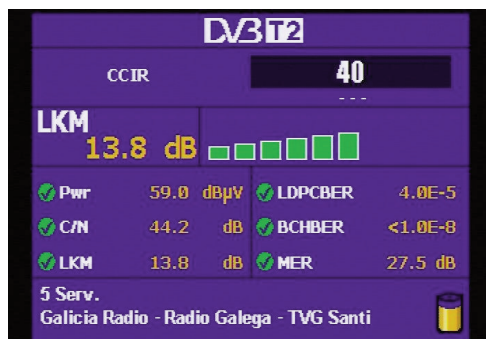 DVB T2
CCIR 40
---
LKM
13.8 dB
Pwr 59.0 dBµV LDPCBER 4.0E-5
C/N 44.2 dB BCHBER <1.0E-8
LKM 13.8 dB MER 27.5 dB
5 Serv.
Galicia Radio - Radio Galega - TVG Santi